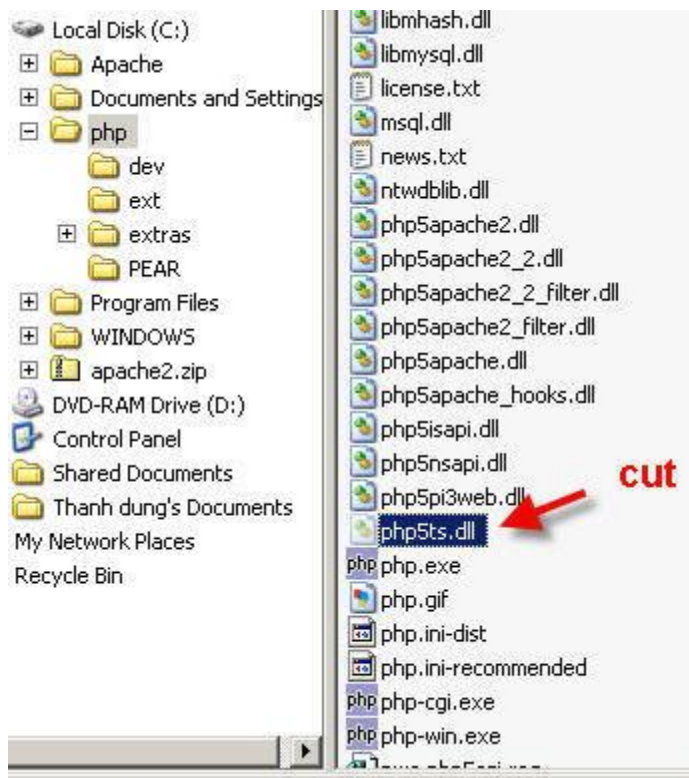 Local Disk (C:)
Apache
Documents and Settings
php
dev
ext
extras
PEAR
Program Files
WINDOWS
apache2.zip
DVD-RAM Drive (D:)
Control Panel
Shared Documents
Thanh dung's Documents
My Network Places
Recycle Bin
libmhash.dll
libmysql.dll
license.txt
msql.dll
news.txt
ntwdblib.dll
php5apache2.dll
php5apache2_2.dll
php5apache2_2_filter.dll
php5apache2_filter.dll
php5apache.dll
php5apache_hooks.dll
php5isapi.dll
php5nsapi.dll
php5pi3web.dll
cut
php5ts.dll
php php.exe
php.gif
php.ini-dist
php.ini-recommended
php php-cgi.exe
php php-win.exe